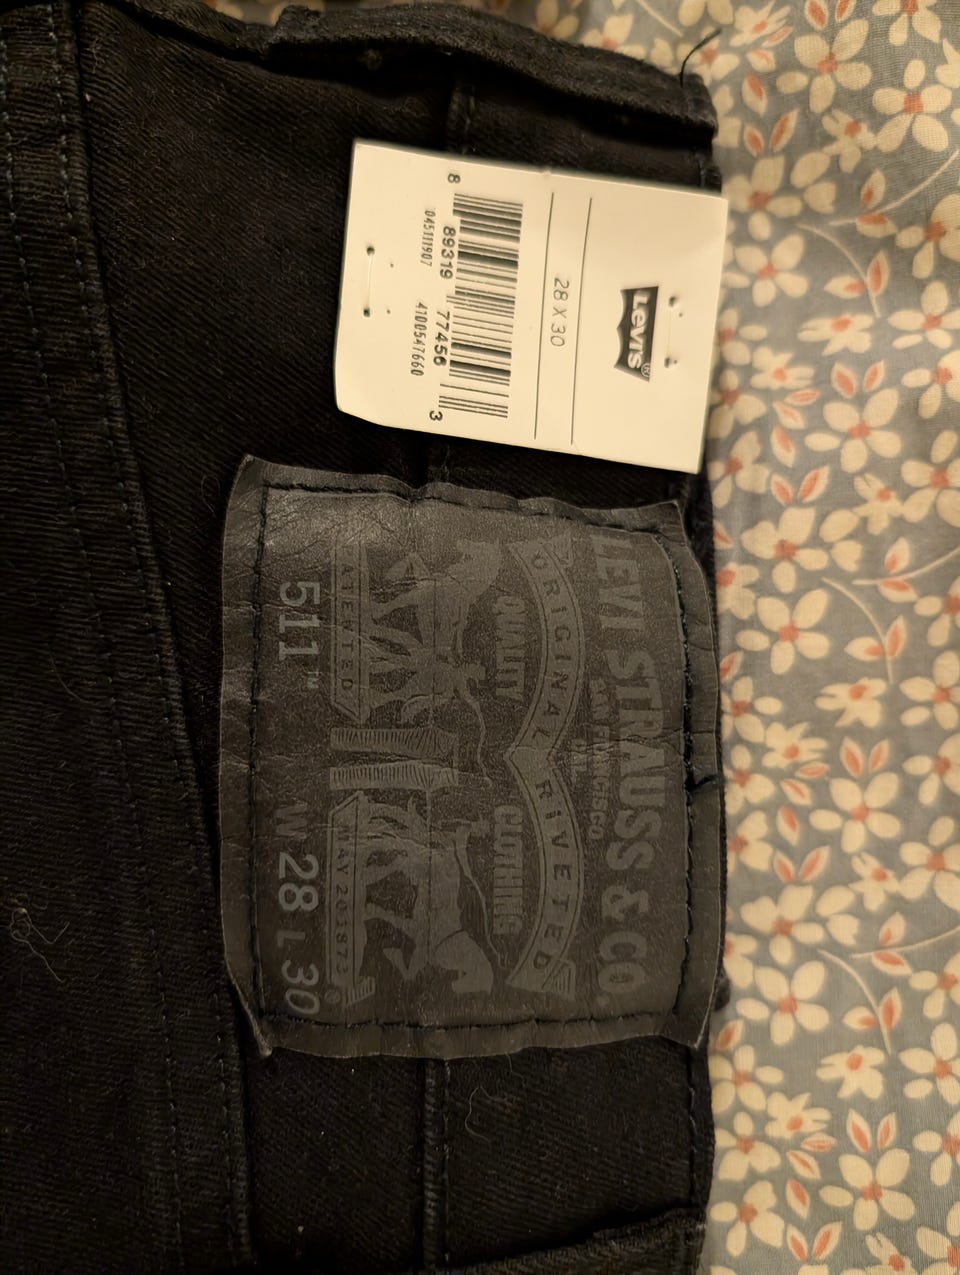 LEVI'S®
28 X 30
8 89319 77456 3
045111907 4100547660
LEVI STRAUSS & CO.
SAN FRANCISCO
CAL.
ORIGINAL RIVETED
QUALITY CLOTHING
PATENTED MAY 20 1873
®
511™ W 28 L 30